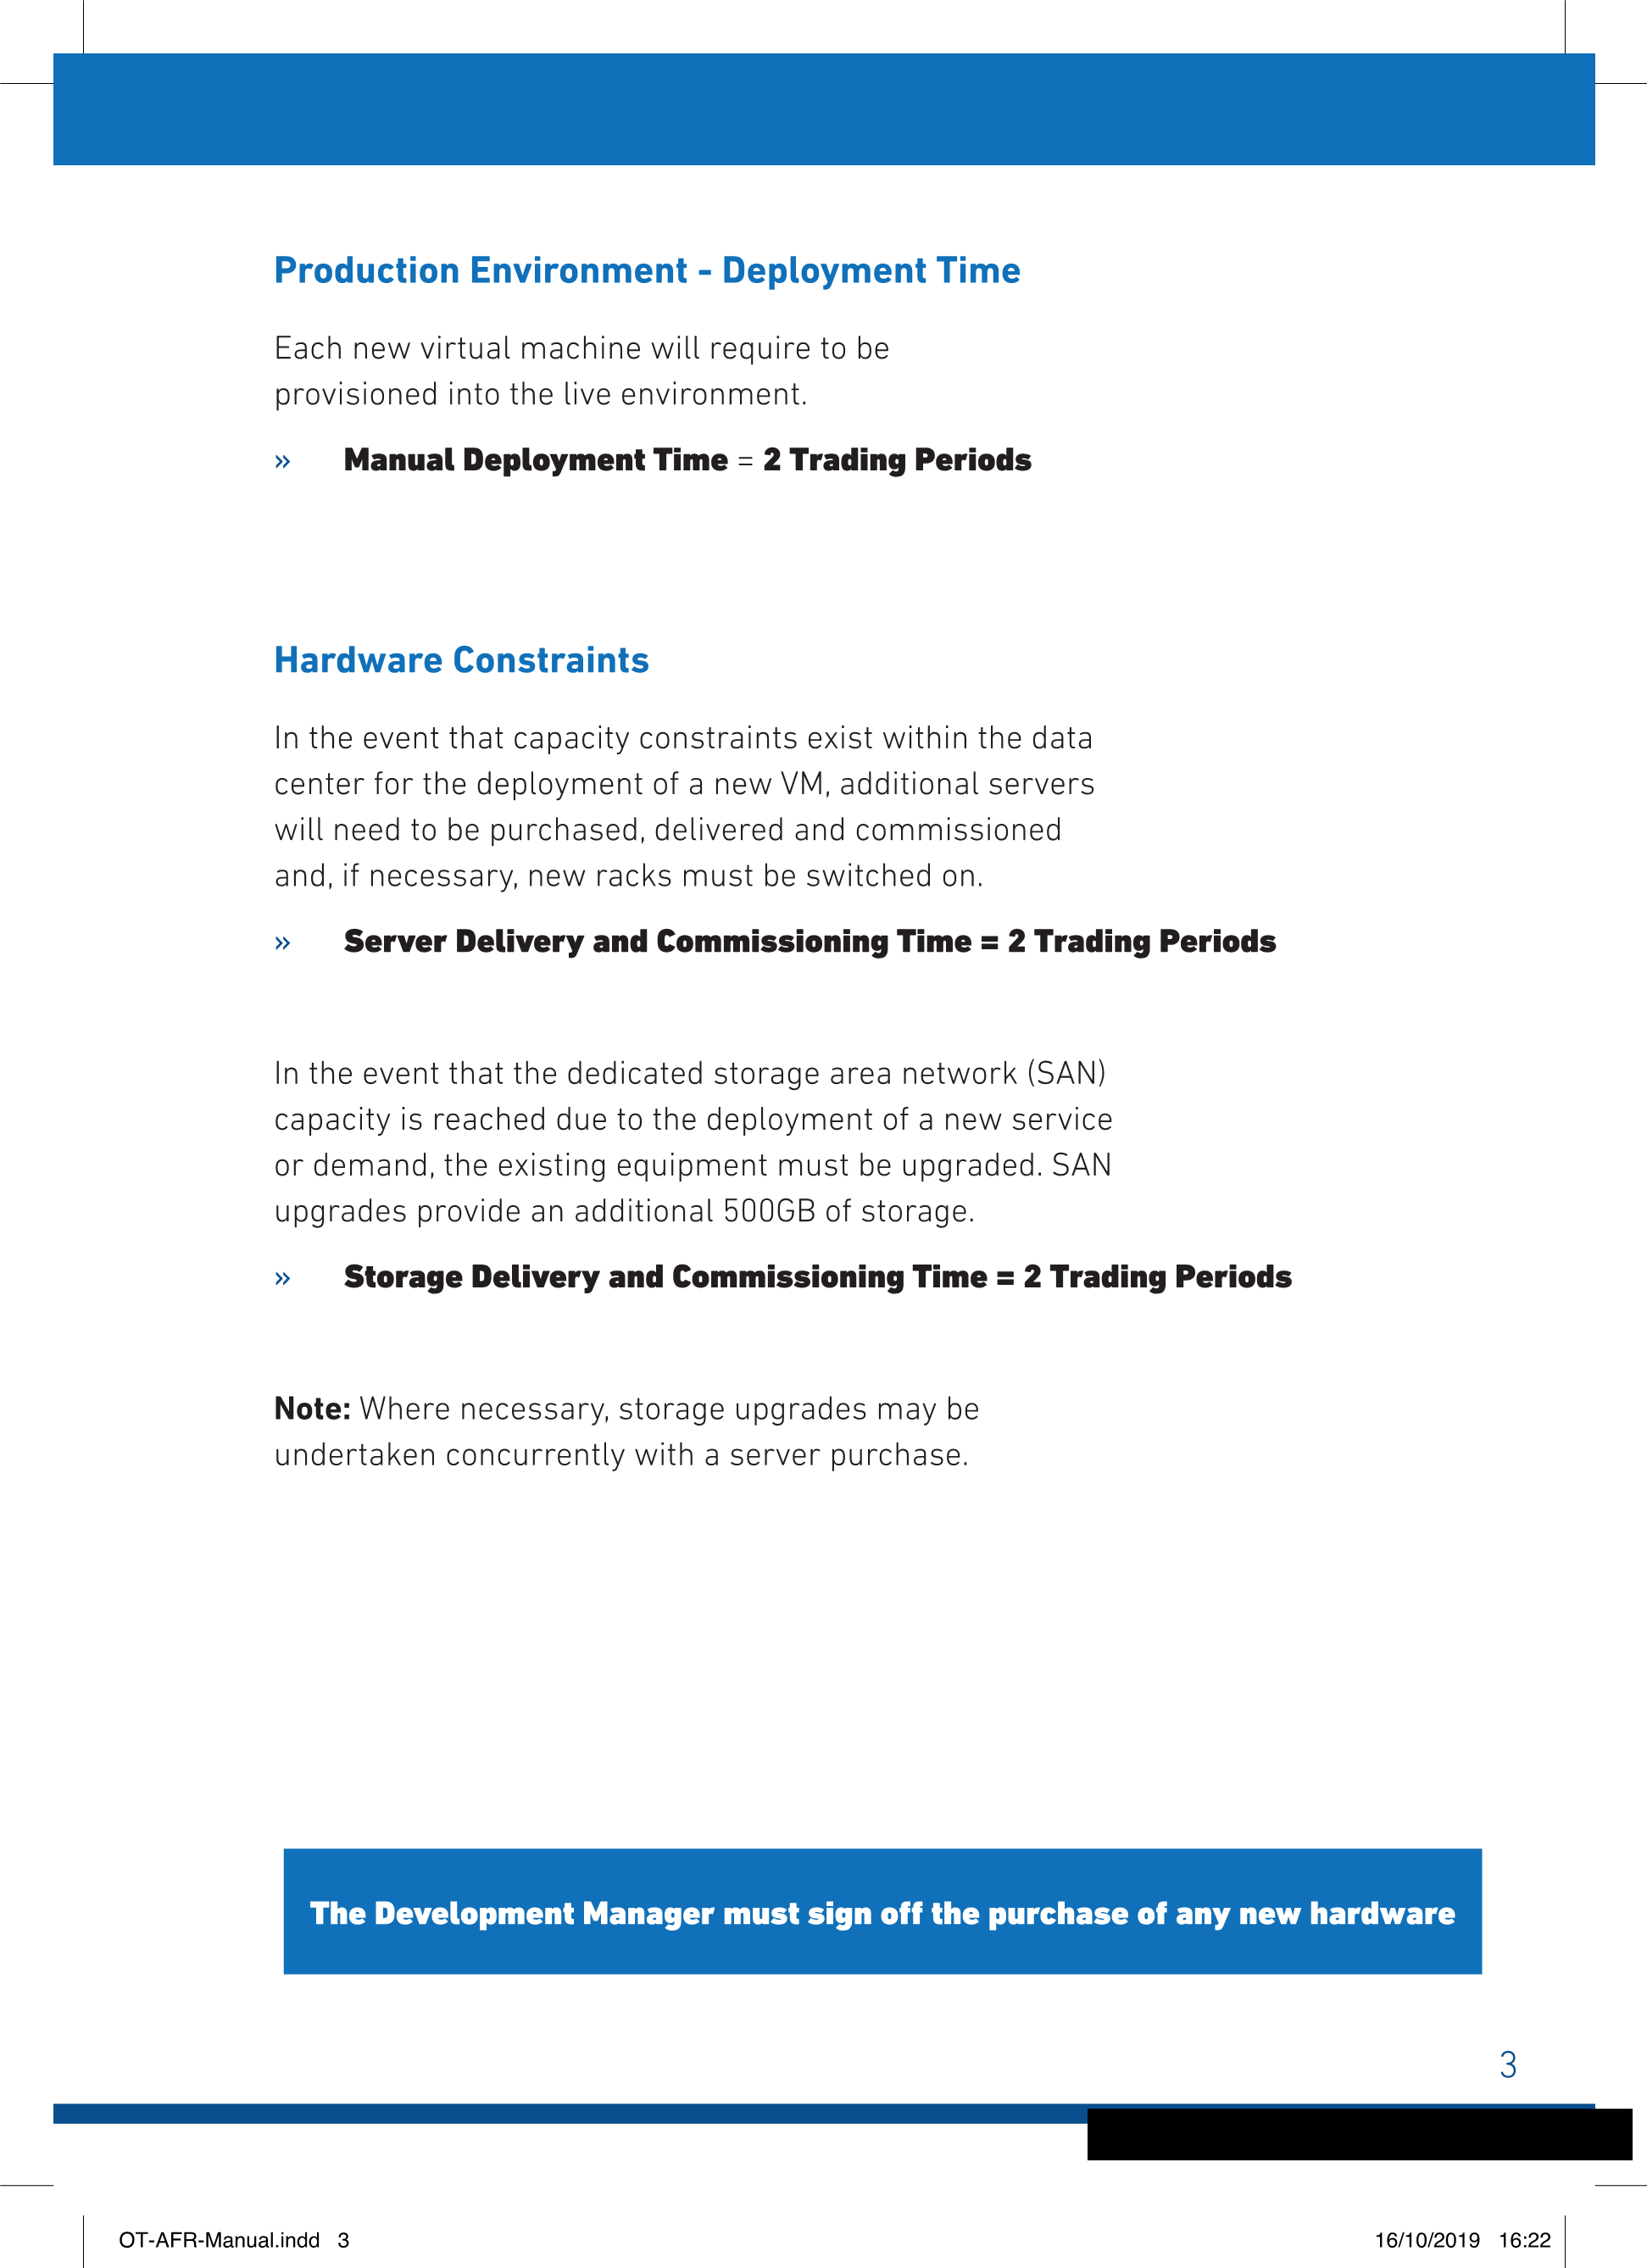 Production Environment - Deployment Time
Each new virtual machine will require to be
provisioned into the live environment.
» Manual Deployment Time = 2 Trading Periods
Hardware Constraints
In the event that capacity constraints exist within the data
center for the deployment of a new VM, additional servers
will need to be purchased, delivered and commissioned
and, if necessary, new racks must be switched on.
» Server Delivery and Commissioning Time = 2 Trading Periods
In the event that the dedicated storage area network (SAN)
capacity is reached due to the deployment of a new service
or demand, the existing equipment must be upgraded. SAN
upgrades provide an additional 500GB of storage.
» Storage Delivery and Commissioning Time = 2 Trading Periods
Note: Where necessary, storage upgrades may be
undertaken concurrently with a server purchase.
The Development Manager must sign off the purchase of any new hardware
3
OT-AFR-Manual.indd 3 16/10/2019 16:22